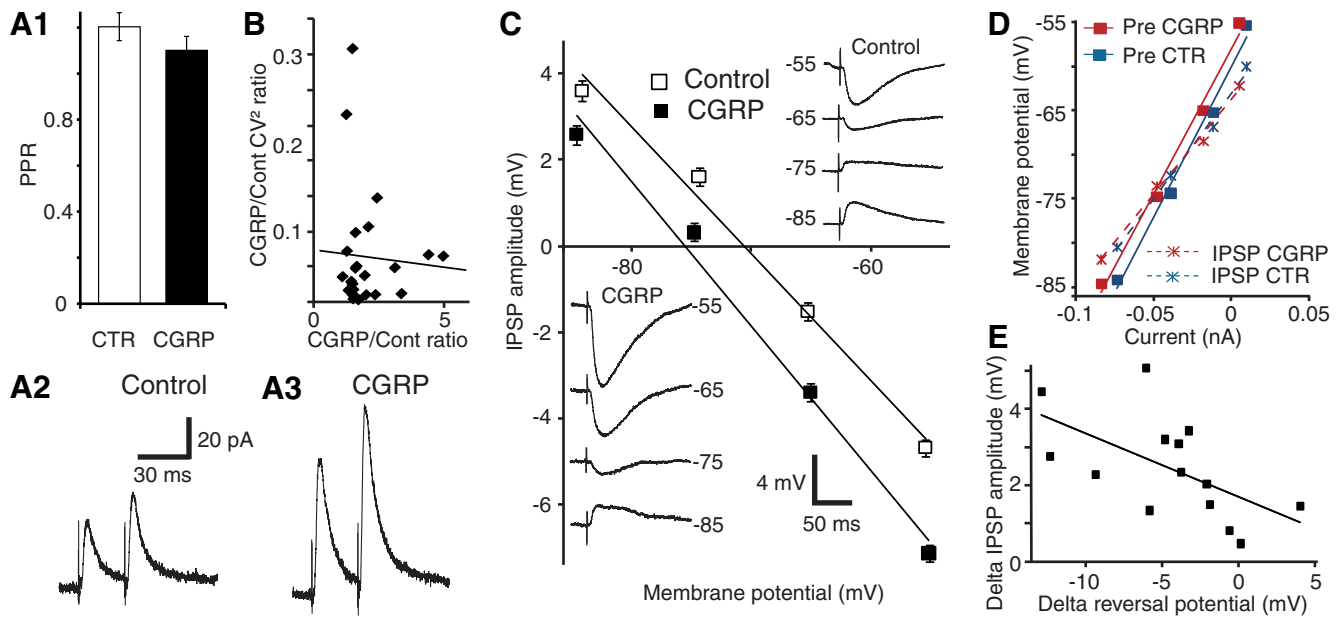 A1
PPR
0.8
0.4
0
CTR
CGRP
B
CGRP/Cont CV² ratio
0.3
0.2
0.1
0
0
5
CGRP/Cont ratio
A2
Control
20 pA
30 ms
A3
CGRP
C
IPSP amplitude (mV)
4
2
0
-2
-4
-6
-80
-60
Control
CGRP
Control
-55
-65
-75
-85
CGRP
-55
-65
-75
-85
4 mV
50 ms
Membrane potential (mV)
D
Membrane potential (mV)
-55
-65
-75
-85
Pre CGRP
Pre CTR
IPSP CGRP
IPSP CTR
-0.1
-0.05
0
0.05
Current (nA)
E
Delta IPSP amplitude (mV)
4
2
0
-10
-5
0
5
Delta reversal potential (mV)